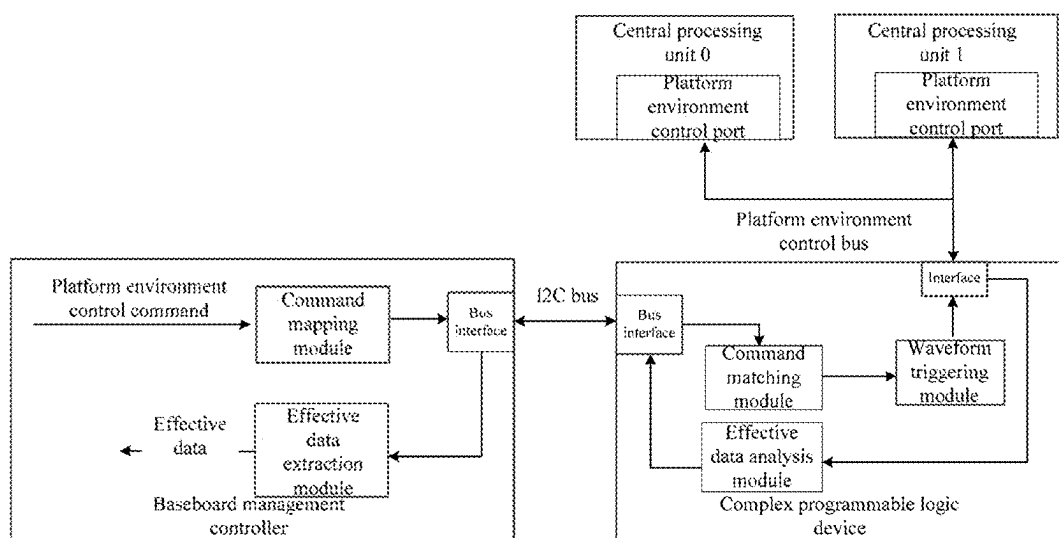 Central processing
unit 0
Platform
environment
control port
Central processing
unit 1
Platform
environment
control port
Platform environment
control bus
Platform environment
control command
Command
mapping
module
Bus
interface
I2C bus
Bus
interface
Interface
Command
matching
module
Waveform
triggering
module
Effective
data
Effective
data
extraction
module
Effective
data analysis
module
Baseboard management
controller
Complex programmable logic
device